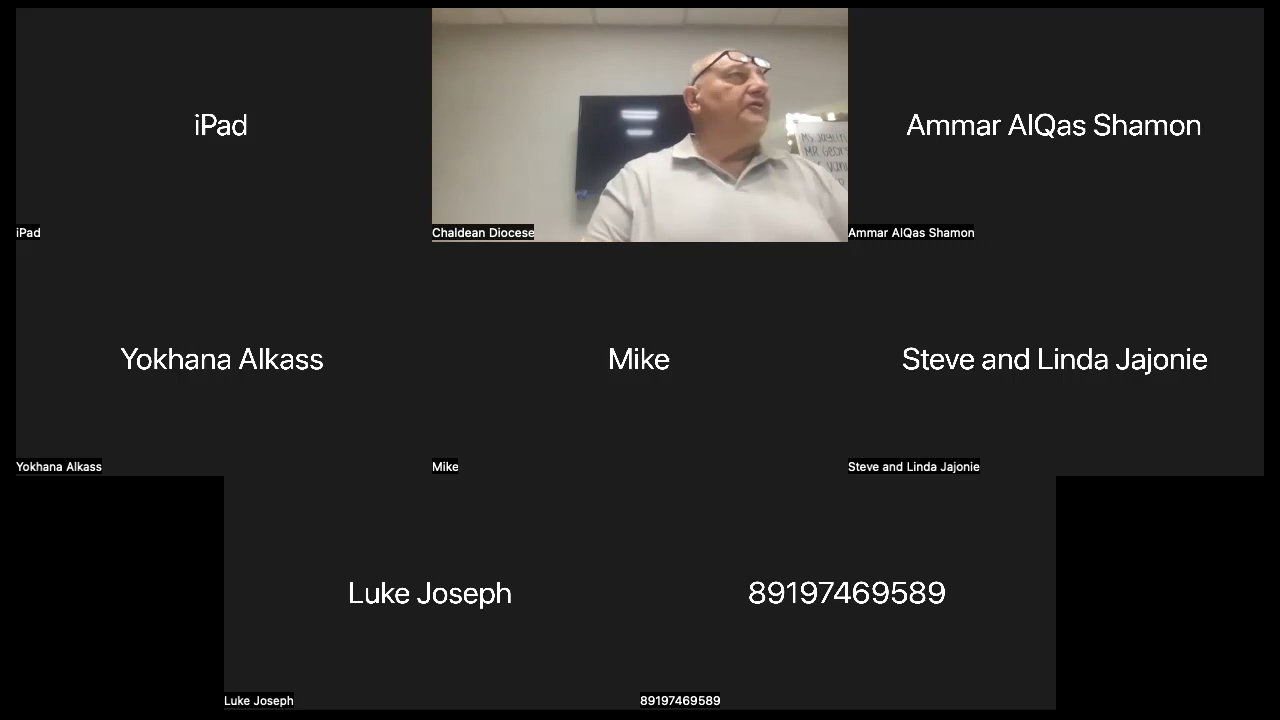 iPad
Ammar AlQas Shamon
iPad
Chaldean Diocese
Ammar AlQas Shamon
Yokhana Alkass
Mike
Steve and Linda Jajonie
Yokhana Alkass
Mike
Steve and Linda Jajonie
Luke Joseph
89197469589
Luke Joseph
89197469589